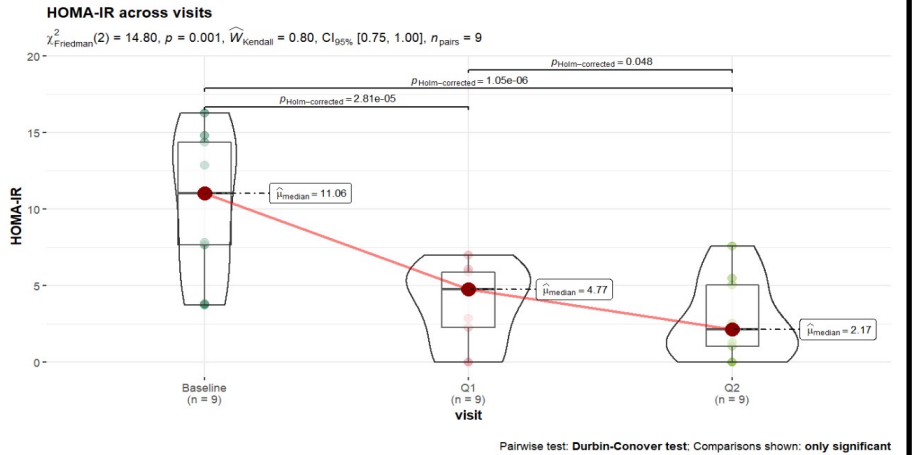 HOMA-IR across visits
χ²Friedman(2) = 14.80, p = 0.001, ŴKendall = 0.80, CI95% [0.75, 1.00], npairs = 9
20
pHolm−corrected = 0.048
pHolm−corrected = 1.05e-06
pHolm−corrected = 2.81e-05
15
10
5
0
HOMA-IR
μ̂median = 11.06
μ̂median = 4.77
μ̂median = 2.17
Baseline
(n = 9)
Q1
(n = 9)
Q2
(n = 9)
visit
Pairwise test: Durbin-Conover test; Comparisons shown: only significant